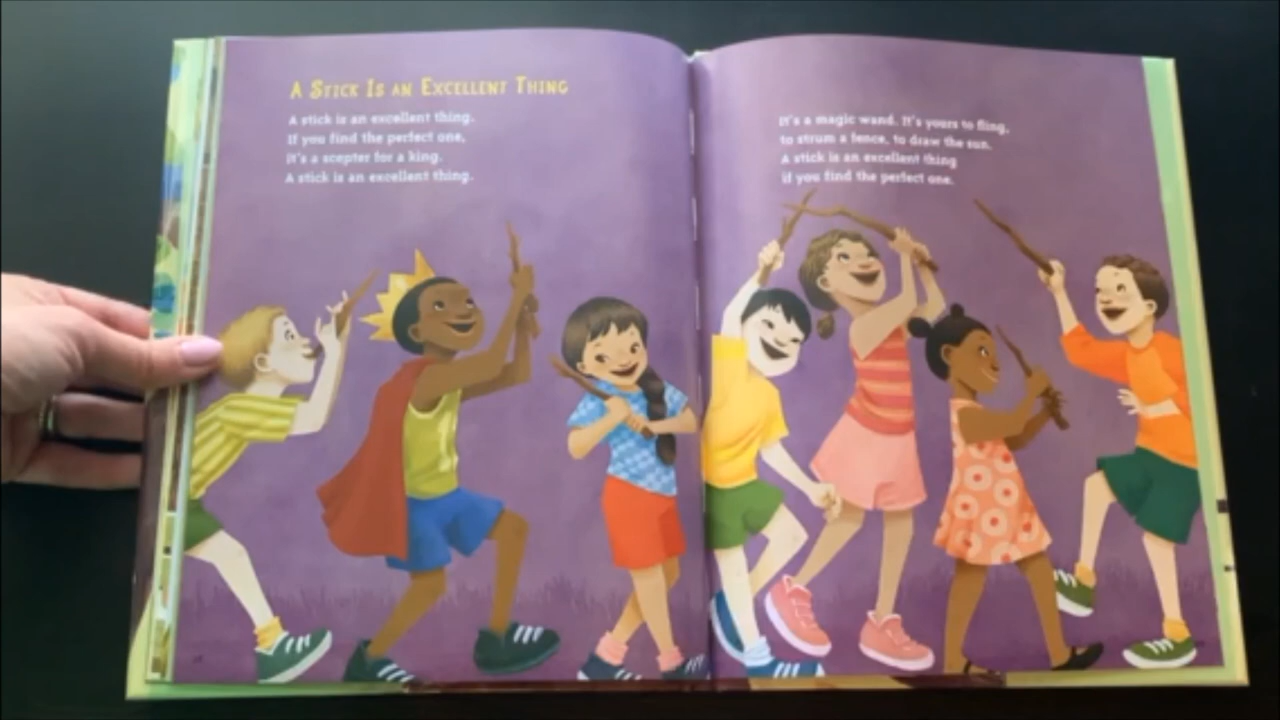 A Stick Is an Excellent Thing
A stick is an excellent thing.
If you find the perfect one,
it's a scepter for a king.
A stick is an excellent thing.
It's a magic wand. It's yours to fling,
to strum a fence, to draw the sun.
A stick is an excellent thing
if you find the perfect one.